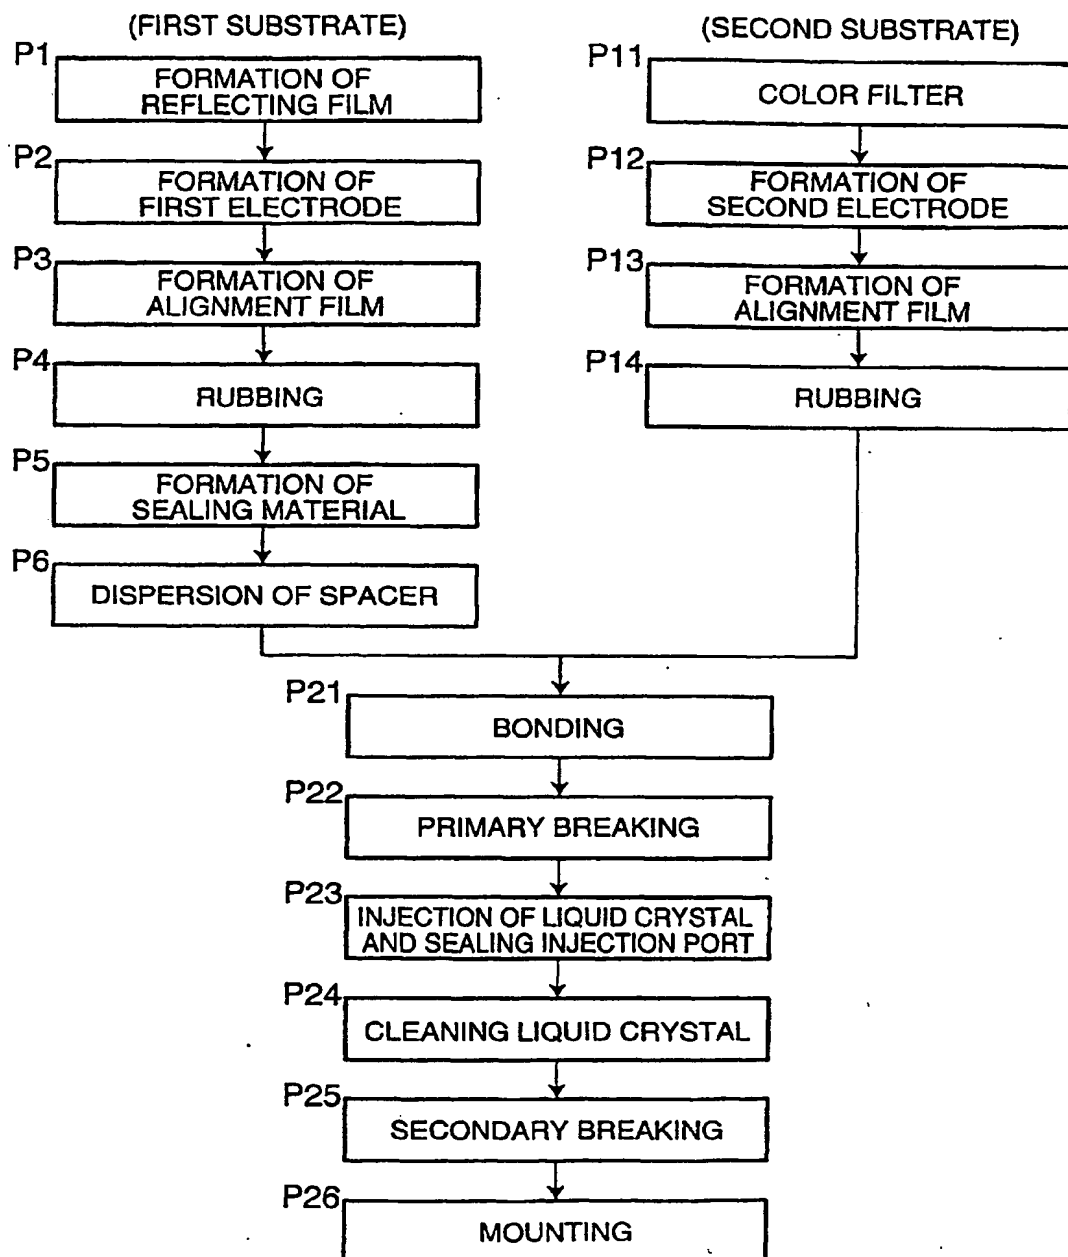 (FIRST SUBSTRATE)
P1
FORMATION OF
REFLECTING FILM
P2
FORMATION OF
FIRST ELECTRODE
P3
FORMATION OF
ALIGNMENT FILM
P4
RUBBING
P5
FORMATION OF
SEALING MATERIAL
P6
DISPERSION OF SPACER
(SECOND SUBSTRATE)
P11
COLOR FILTER
P12
FORMATION OF
SECOND ELECTRODE
P13
FORMATION OF
ALIGNMENT FILM
P14
RUBBING
P21
BONDING
P22
PRIMARY BREAKING
P23
INJECTION OF LIQUID CRYSTAL
AND SEALING INJECTION PORT
P24
CLEANING LIQUID CRYSTAL
P25
SECONDARY BREAKING
P26
MOUNTING